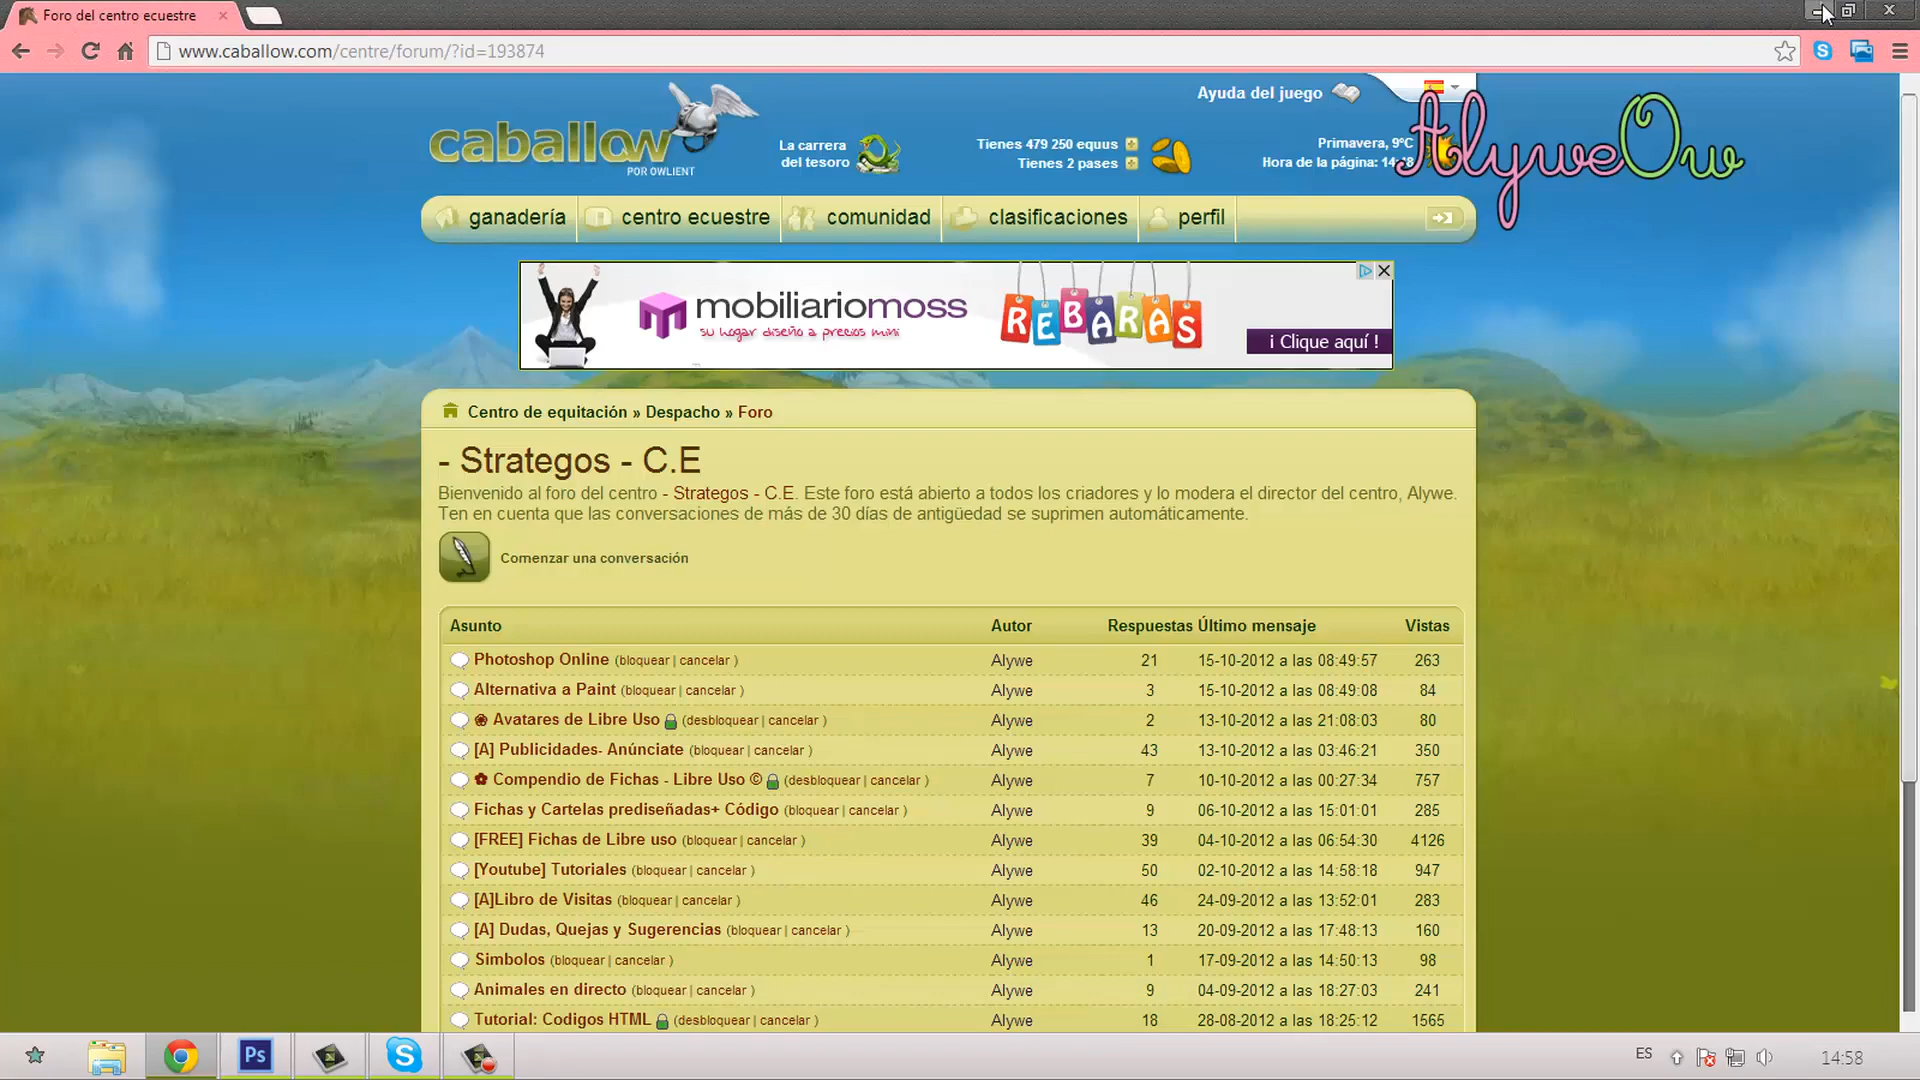 Foro del centro ecuestre
www.caballow.com/centre/forum/?id=193874
Ayuda del juego
caballow
POR OWLIENT
La carrera
del tesoro
Tienes 479 250 equus
Tienes 2 pases
Primavera, 9ºC
Hora de la página: 14:
AlyweOw
ganadería
centro ecuestre
comunidad
clasificaciones
perfil
mobiliariomoss
su hogar diseño a precios mini
REBARAS
¡ Clique aquí !
Centro de equitación » Despacho » Foro
- Strategos - C.E
Bienvenido al foro del centro - Strategos - C.E. Este foro está abierto a todos los criadores y lo modera el director del centro, Alywe.
Ten en cuenta que las conversaciones de más de 30 días de antigüedad se suprimen automáticamente.
Comenzar una conversación
Asunto Autor Respuestas Último mensaje Vistas
Photoshop Online (bloquear | cancelar ) Alywe 21 15-10-2012 a las 08:49:57 263
Alternativa a Paint (bloquear | cancelar ) Alywe 3 15-10-2012 a las 08:49:08 84
❀ Avatares de Libre Uso (desbloquear | cancelar ) Alywe 2 13-10-2012 a las 21:08:03 80
[A] Publicidades- Anúnciate (bloquear | cancelar ) Alywe 43 13-10-2012 a las 03:46:21 350
✿ Compendio de Fichas - Libre Uso © (desbloquear | cancelar ) Alywe 7 10-10-2012 a las 00:27:34 757
Fichas y Cartelas prediseñadas+ Código (bloquear | cancelar ) Alywe 9 06-10-2012 a las 15:01:01 285
[FREE] Fichas de Libre uso (bloquear | cancelar ) Alywe 39 04-10-2012 a las 06:54:30 4126
[Youtube] Tutoriales (bloquear | cancelar ) Alywe 50 02-10-2012 a las 14:58:18 947
[A]Libro de Visitas (bloquear | cancelar ) Alywe 46 24-09-2012 a las 13:52:01 283
[A] Dudas, Quejas y Sugerencias (bloquear | cancelar ) Alywe 13 20-09-2012 a las 17:48:13 160
Simbolos (bloquear | cancelar ) Alywe 1 17-09-2012 a las 14:50:13 98
Animales en directo (bloquear | cancelar ) Alywe 9 04-09-2012 a las 18:27:03 241
Tutorial: Codigos HTML (desbloquear | cancelar ) Alywe 18 28-08-2012 a las 18:25:12 1565
Ps
ES
14:58